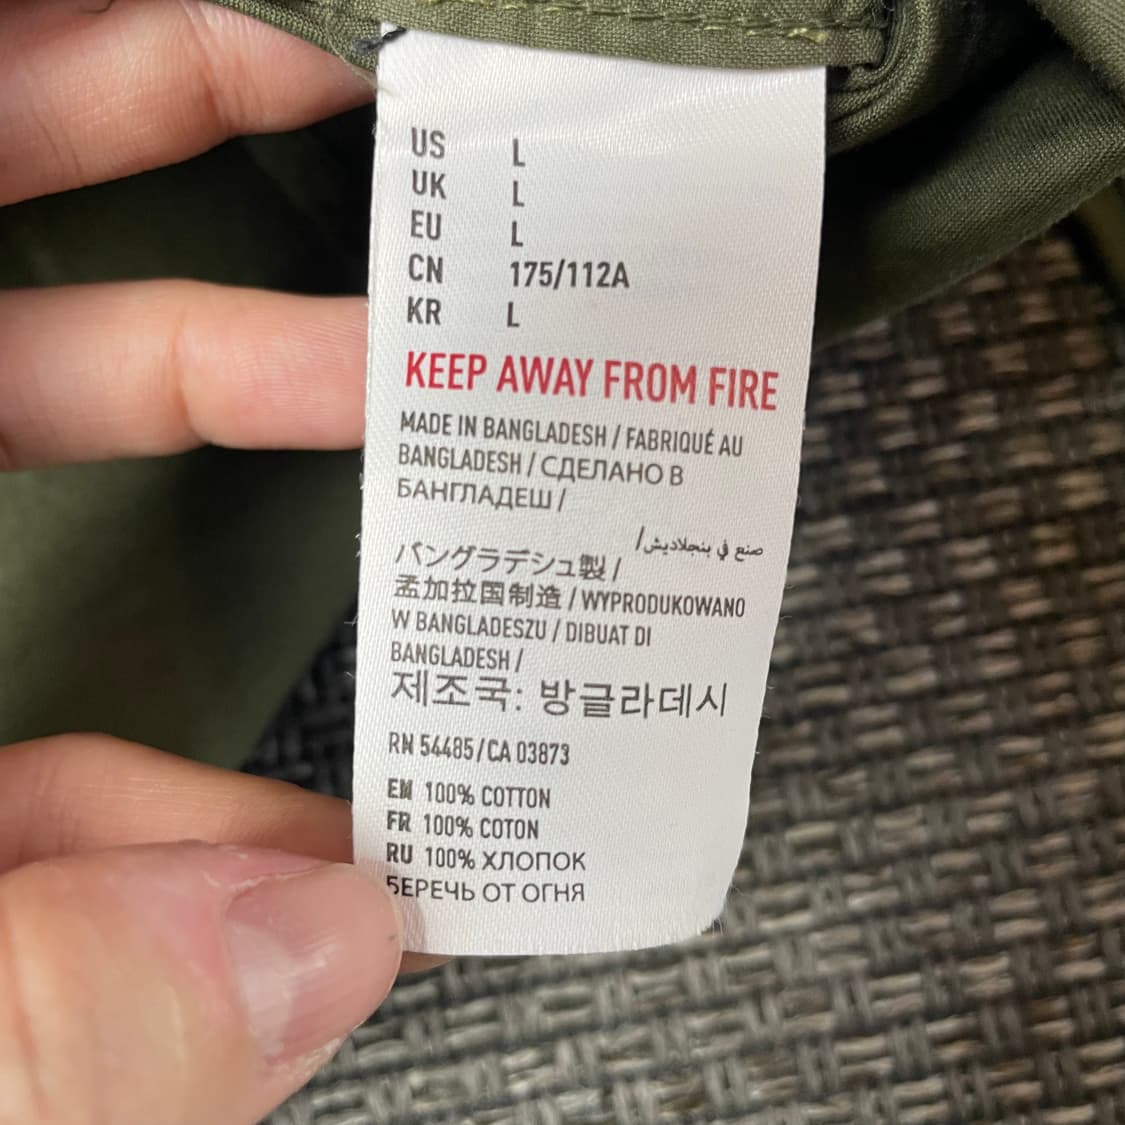 US L
UK L
EU L
CN 175/112A
KR L
KEEP AWAY FROM FIRE
MADE IN BANGLADESH / FABRIQUÉ AU
BANGLADESH / СДЕЛАНО В
БАНГЛАДЕШ /
صنع في بنجلاديش/
バングラデシュ製 /
孟加拉国制造 / WYPRODUKOWANO
W BANGLADESZU / DIBUAT DI
BANGLADESH /
제조국: 방글라데시
RN 54485/CA 03873
EN 100% COTTON
FR 100% COTON
RU 100% ХЛОПОК
БЕРЕЧЬ ОТ ОГНЯ